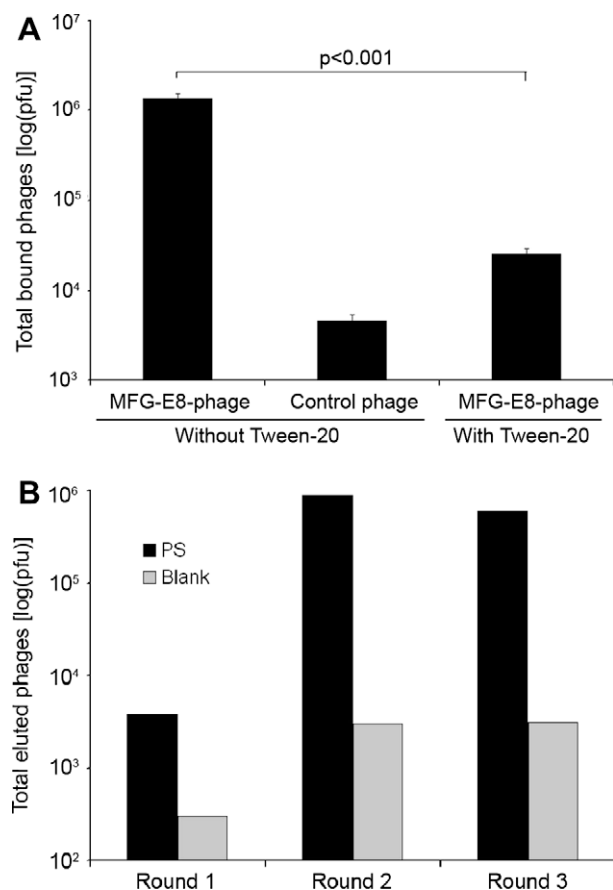 A
Total bound phages [log(pfu)]
10⁷
10⁶
10⁵
10⁴
10³
p<0.001
MFG-E8-phage Control phage MFG-E8-phage
Without Tween-20 With Tween-20
B
Total eluted phages [log(pfu)]
10⁶
10⁵
10⁴
10³
10²
PS
Blank
Round 1 Round 2 Round 3